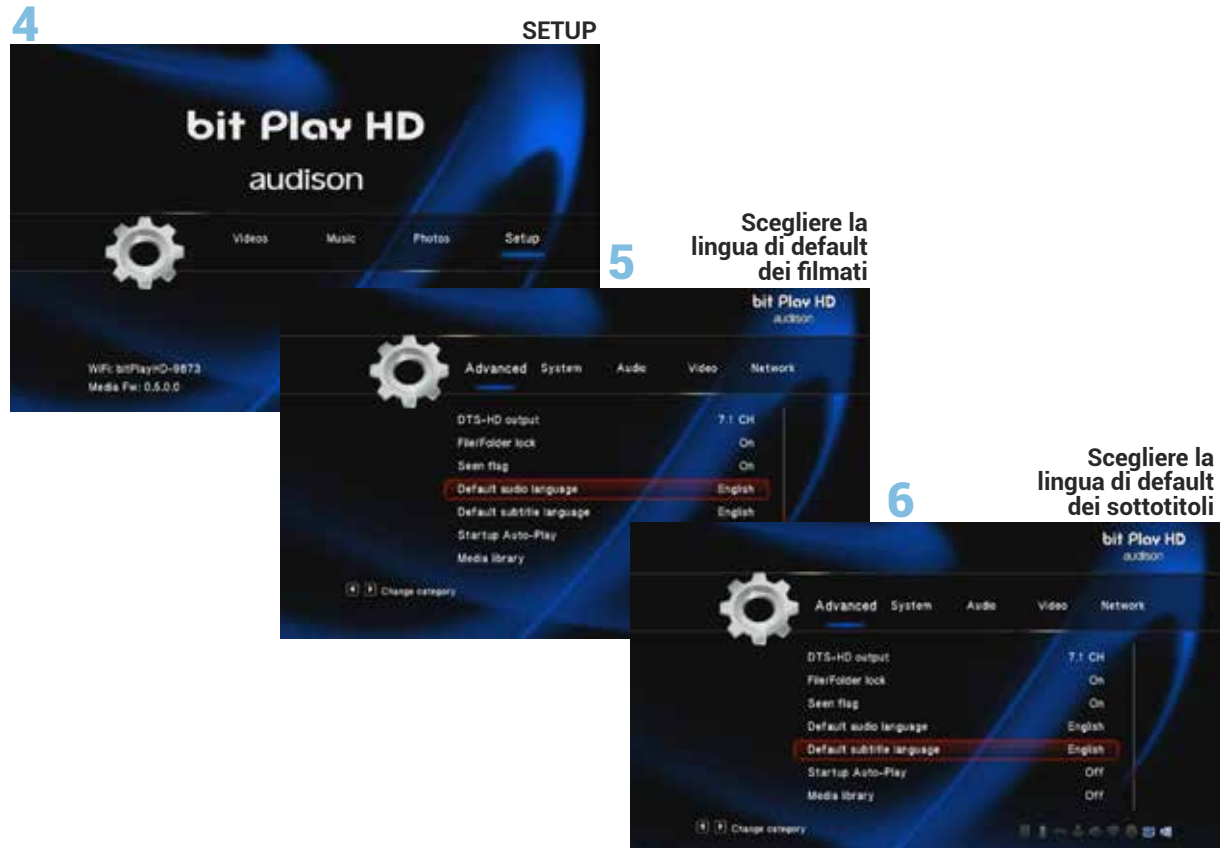 4
SETUP
bit Play HD
audison
Videos Music Photos Setup
WiFi: bitPlayHD-9873
Media Fw: 0.5.0.0
5
Scegliere la
lingua di default
dei filmati
bit Play HD
audison
Advanced System Audio Video Network
DTS-HD output 7.1 CH
File/Folder lock On
Seen flag On
Default audio language English
Default subtitle language English
Startup Auto-Play
Media library
Change category
6
Scegliere la
lingua di default
dei sottotitoli
bit Play HD
audison
Advanced System Audio Video Network
DTS-HD output 7.1 CH
File/Folder lock On
Seen flag On
Default audio language English
Default subtitle language English
Startup Auto-Play Off
Media library Off
Change category